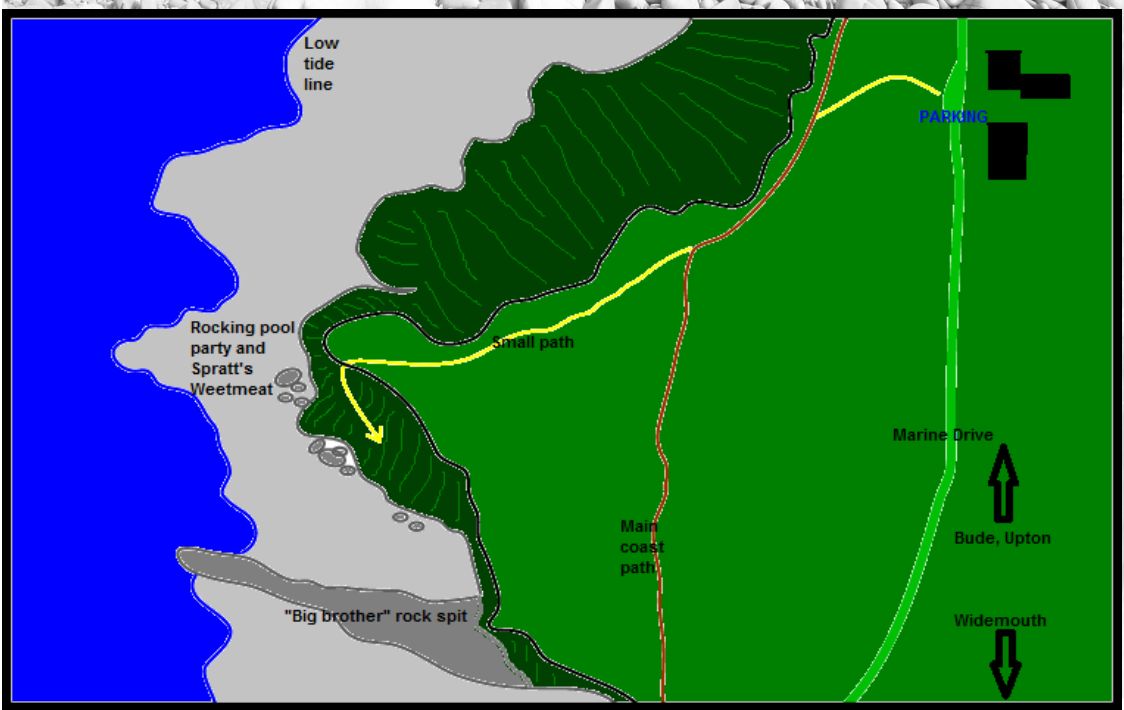 Low
tide
line
PARKING
Rocking pool
party and
Spratt's
Weetmeat
Small path
Marine Drive
Main
coast
path
Bude, Upton
"Big brother" rock spit
Widemouth